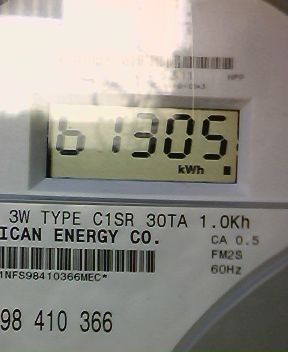 61305
kWh
3W TYPE C1SR 30TA 1.0Kh
ICAN ENERGY CO.
CA 0.5
FM2S
60Hz
1NFS98410366MEC*
98 410 366